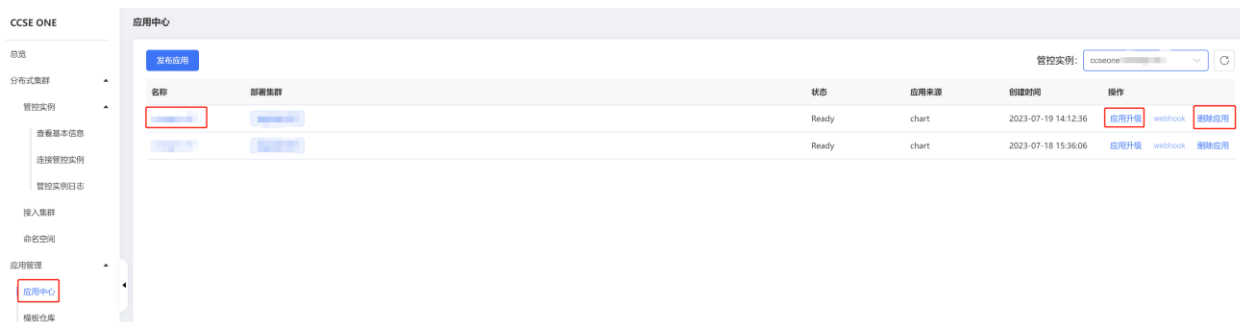 CCSE ONE
总览
分布式集群
管控实例
查看基本信息
连接管控实例
管控实例日志
接入集群
命名空间
应用管理
应用中心
模板仓库
应用中心
发布应用
管控实例: ccseone
名称 部署集群 状态 应用来源 创建时间 操作
Ready chart 2023-07-19 14:12:36 应用升级 webhook 删除应用
Ready chart 2023-07-18 15:36:06 应用升级 webhook 删除应用